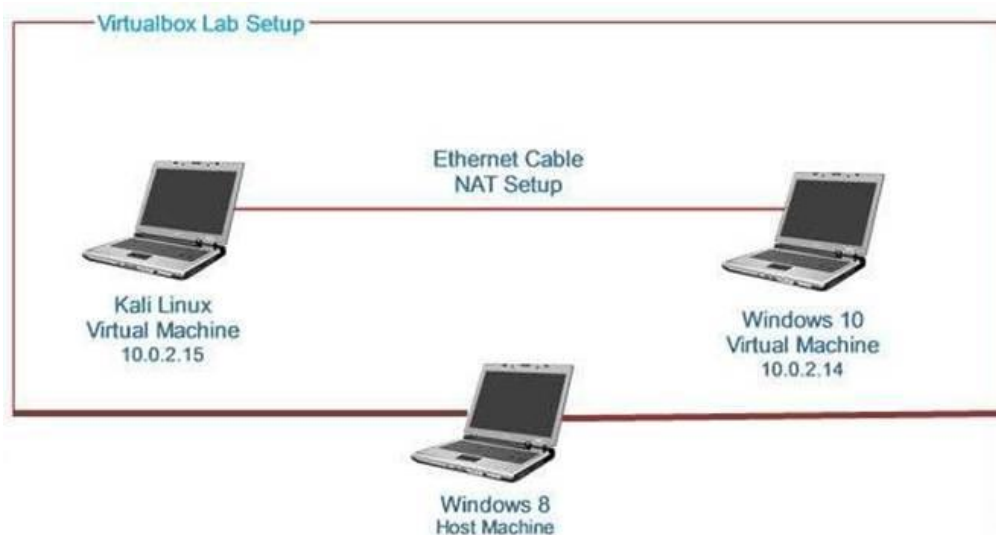 Virtualbox Lab Setup
Ethernet Cable
NAT Setup
Kali Linux
Virtual Machine
10.0.2.15
Windows 10
Virtual Machine
10.0.2.14
Windows 8
Host Machine